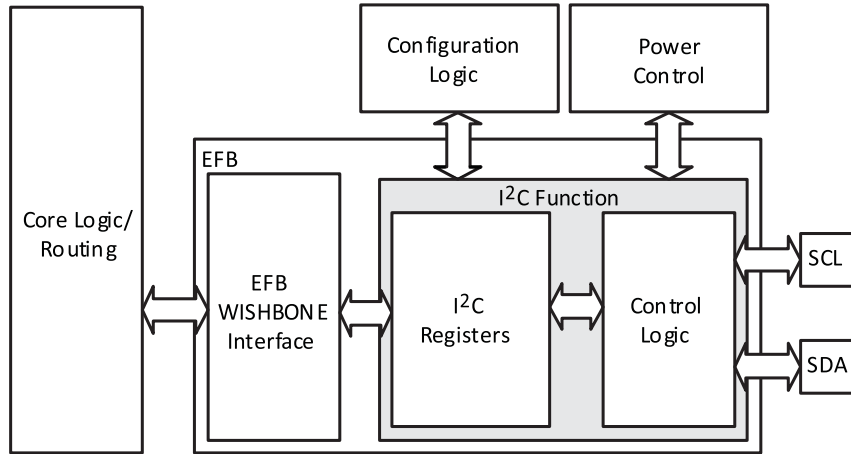 Configuration
Logic
Power
Control
EFB
I²C Function
Core Logic/
Routing
EFB
WISHBONE
Interface
I²C
Registers
Control
Logic
SCL
SDA